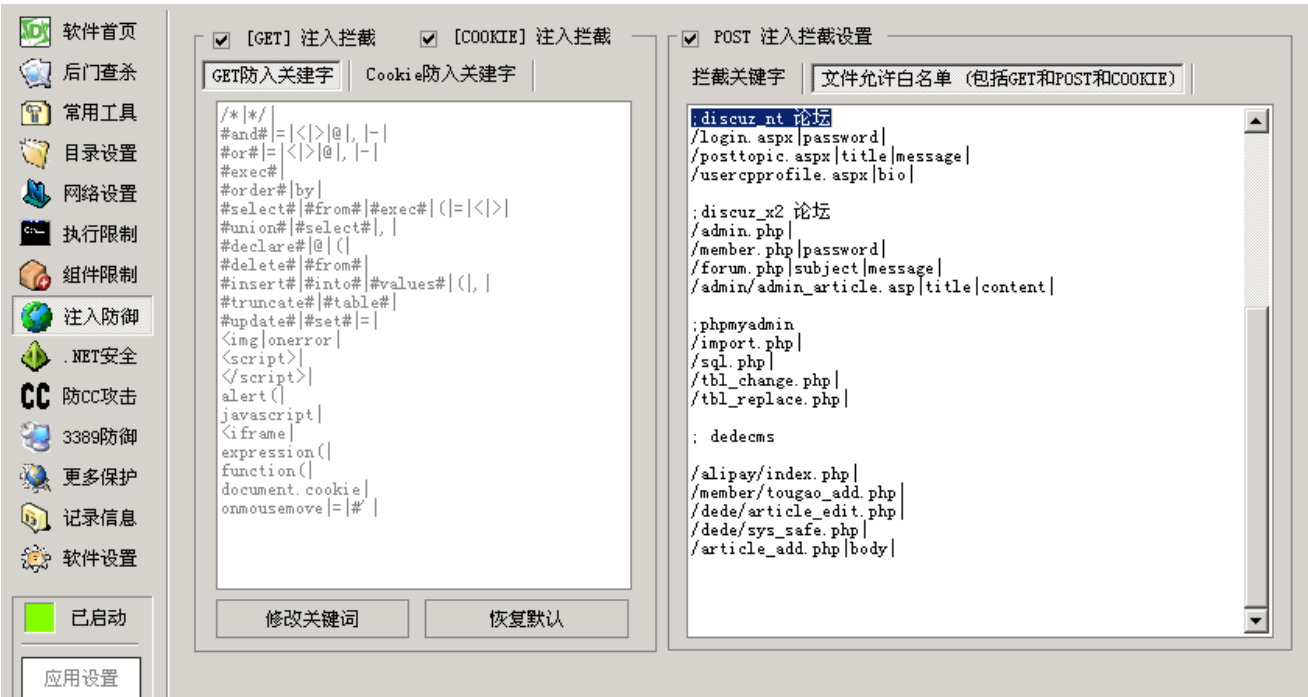 软件首页
后门查杀
常用工具
目录设置
网络设置
执行限制
组件限制
注入防御
.NET安全
CC 防CC攻击
3389防御
更多保护
记录信息
软件设置
已启动
应用设置
[GET] 注入拦截
[COOKIE] 注入拦截
GET防入关建字
Cookie防入关建字
/*|*/|
#and#|=|<|>|@|,|-|
#or#|=|<|>|@|,|-|
#exec#|
#order#|by|
#select#|#from#|#exec#|(|=|<|>|
#union#|#select#|,|
#declare#|@|(|
#delete#|#from#|
#insert#|#into#|#values#|(|,|
#truncate#|#table#|
#update#|#set#|=|
<img|onerror|
<script>|
</script>|
alert(|
javascript|
<iframe|
expression(|
function(|
document.cookie|
onmousemove|=|#'|
修改关键词
恢复默认
POST 注入拦截设置
拦截关键字
文件允许白名单 (包括GET和POST和COOKIE)
;discuz_nt 论坛
/login.aspx|password|
/posttopic.aspx|title|message|
/usercpprofile.aspx|bio|
;discuz_x2 论坛
/admin.php|
/member.php|password|
/forum.php|subject|message|
/admin/admin_article.asp|title|content|
;phpmyadmin
/import.php|
/sql.php|
/tbl_change.php|
/tbl_replace.php|
; dedecms
/alipay/index.php|
/member/tougao_add.php|
/dede/article_edit.php|
/dede/sys_safe.php|
/article_add.php|body|